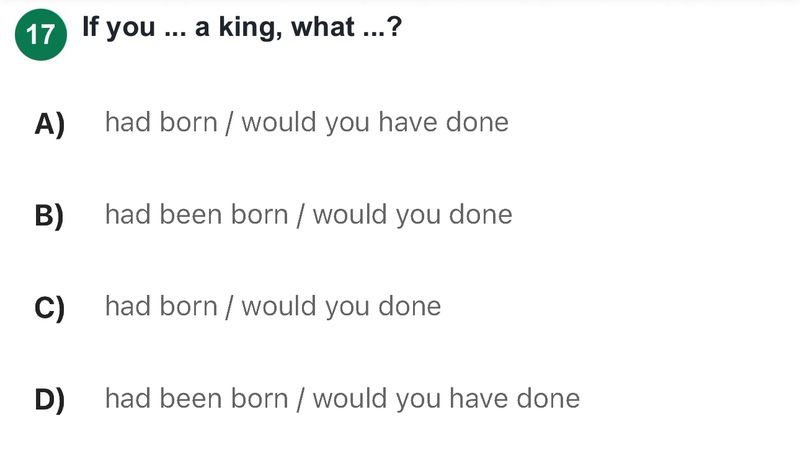 17 If you ... a king, what ...?
A) had born / would you have done
B) had been born / would you done
C) had born / would you done
D) had been born / would you have done